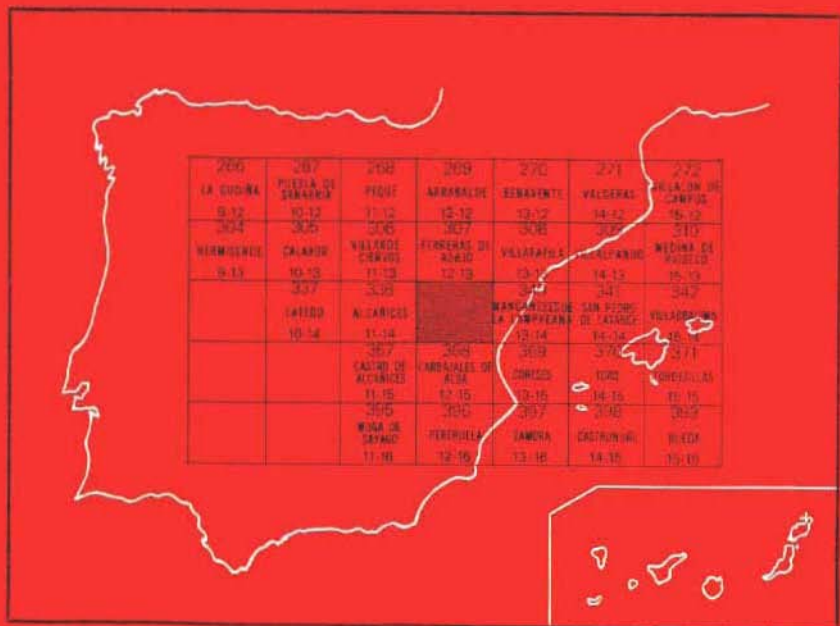 266
LA GUDIÑA
9-12
267
PUEBLA DE
SANABRIA
10-12
268
PEQUE
11-12
269
ARRABALDE
12-12
270
BENAVENTE
13-12
271
VALDERAS
14-12
272
VILLALON DE
CAMPOS
15-12
304
HERMISENDE
9-13
305
CALABOR
10-13
306
VILLARDE
CIERVOS
11-13
307
FERRERAS DE
ABAJO
12-13
308
VILLAFAFILA
13-13
309
VILLALPANDO
14-13
310
MEDINA DE
RIOSECO
15-13
337
LATEDO
10-14
338
ALCAÑICES
11-14
340
MANGANESES DE
LA LAMPREANA
13-14
341
SAN PEDRO
DE LATARCE
14-14
342
15-14
367
CASTRO DE
ALCAÑICES
11-15
368
CARBAJALES DE
ALBA
12-15
369
CORESES
13-15
370
TORO
14-15
371
TORDESILLAS
15-15
395
MUGA DE
SAYAGO
11-16
396
PERERUELA
12-16
397
ZAMORA
13-16
398
CASTRONUÑO
399
RUEDA
15-16